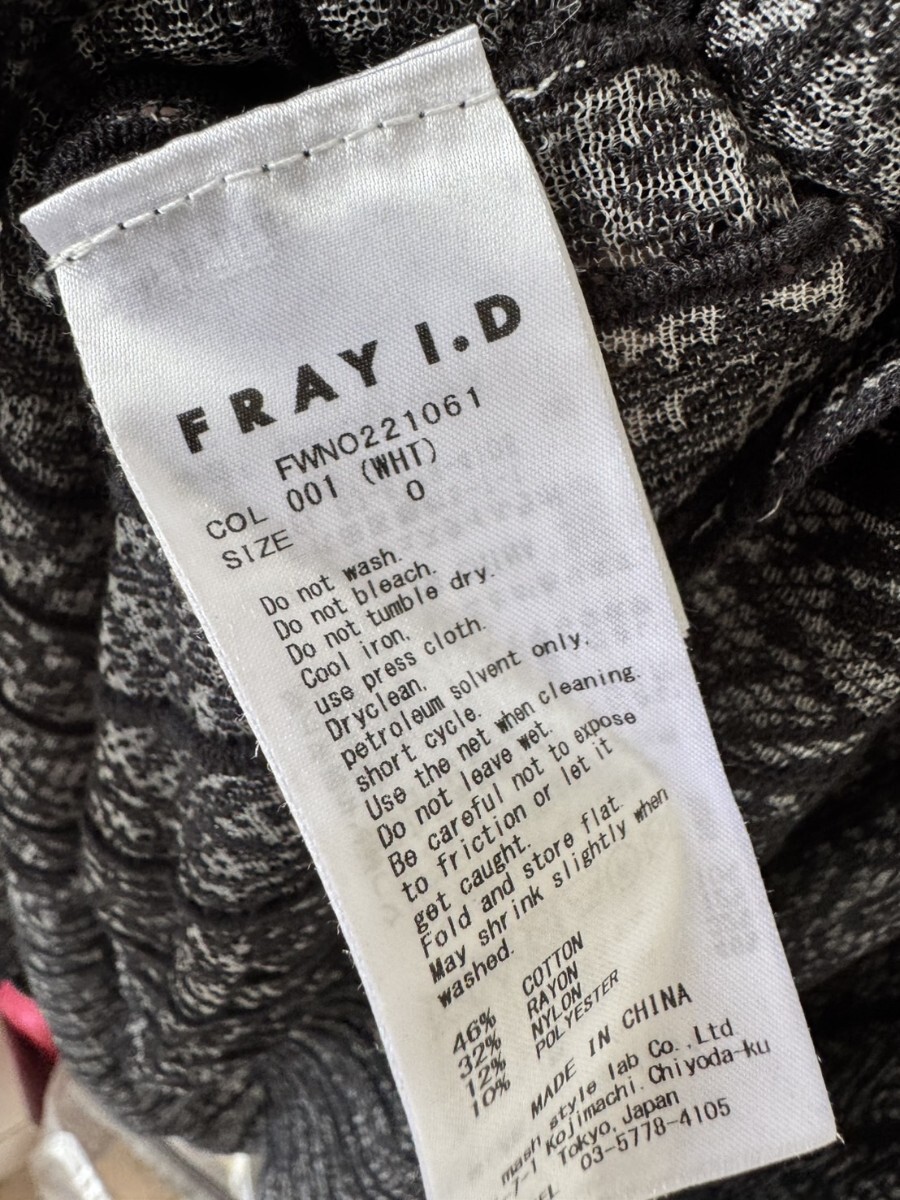 FRAY I.D
FWNO221061
COL 001 (WHT)
SIZE 0
Do not wash.
Do not bleach.
Do not tumble dry.
Cool iron.
use press cloth.
Dryclean.
petroleum solvent only.
short cycle.
Use the net when cleaning.
Do not leave wet.
Be careful not to expose
to friction or let it
get caught.
Fold and store flat.
May shrink slightly when
washed.
46% COTTON
32% RAYON
12% NYLON
10% POLYESTER
MADE IN CHINA
mash style lab Co.,Ltd
-7-1 Kojimachi.Chiyoda-ku
Tokyo, Japan
EL 03-5778-4105